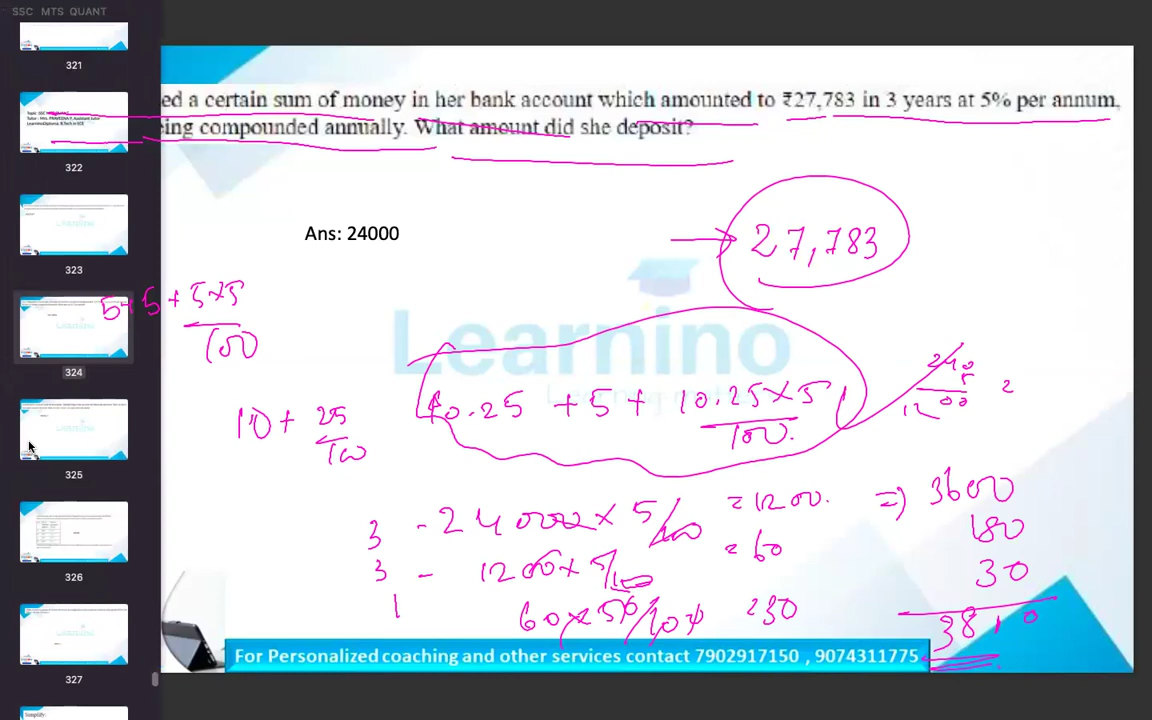 SSC MTS QUANT
321
322
323
324
325
326
327
ed a certain sum of money in her bank account which amounted to ₹27,783 in 3 years at 5% per annum,
ing compounded annually. What amount did she deposit?
Ans: 24000
27,783
Learnino
5+5+5×5/100
10+25/100
10.25 +5+ 10.25×5/100
3 - 24000×5/100 =1200. => 3600
3 - 1200×5/100 =60 180
1 60×5/100 =30 30
3810
For Personalized coaching and other services contact 7902917150 , 9074311775